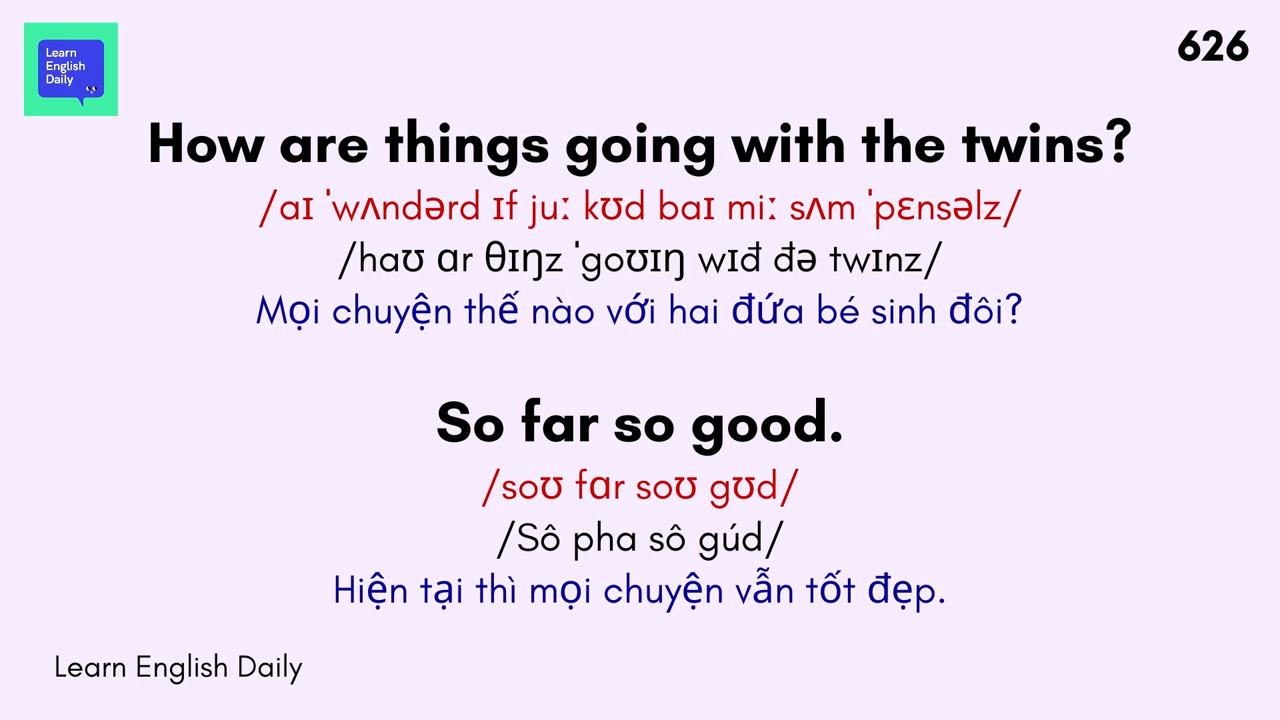 Learn
English
Daily
626
How are things going with the twins?
/aɪ ˈwʌndərd ɪf juː kʊd baɪ miː sʌm ˈpɛnsəlz/
/haʊ ɑr θɪŋz ˈgoʊɪŋ wɪđ đə twɪnz/
Mọi chuyện thế nào với hai đứa bé sinh đôi?
So far so good.
/soʊ fɑr soʊ gʊd/
/Sô pha sô gúd/
Hiện tại thì mọi chuyện vẫn tốt đẹp.
Learn English Daily